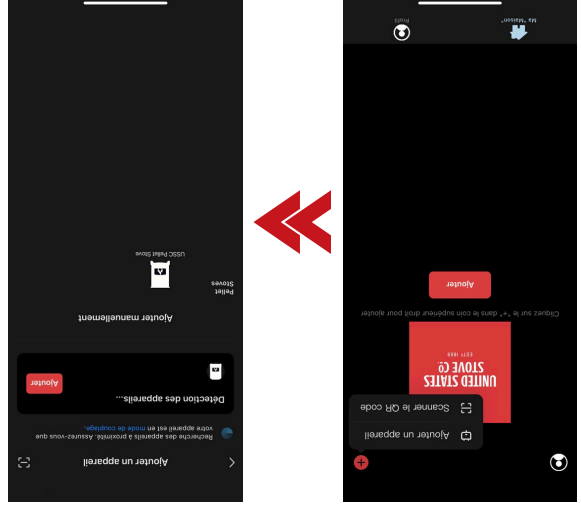 Ajouter un appareil
Scanner le QR code
UNITED STATES
STOVE CO.
ESTD 1869
Cliquez sur le "+" dans le coin supérieur droit pour ajouter
Ajouter
Ma "Maison"
Profil
Ajouter un appareil
Recherche des appareils à proximité. Assurez-vous que
votre appareil est en mode de couplage.
Détection des appareils...
Ajouter
Ajouter manuellement
Pellet
Stoves
USSC Pellet Stove